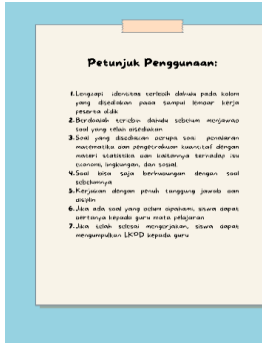 Petunjuk Penggunaan:
1. Lengkapi identitas terlebih dahulu pada kolom
yang disediakan pada sampul lembar kerja
peserta didik
2. Berdoalah terlebih dahulu sebelum menjawab
soal yang telah disediakan
3. Soal yang disediakan berupa soal penalaran
matematika dan pengetahuan kuantitatif dengan
materi statistika dan kaitannya terhadap isu
ekonomi, lingkungan, dan sosial.
4. Soal bisa saja berhubungan dengan soal
sebelumnya
5. Kerjakan dengan penuh tanggung jawab dan
disiplin
6. Jika ada soal yang belum dipahami, siswa dapat
bertanya kepada guru mata pelajaran
7. Jika telah selesai mengerjakan, siswa dapat
mengumpulkan LKPD kepada guru